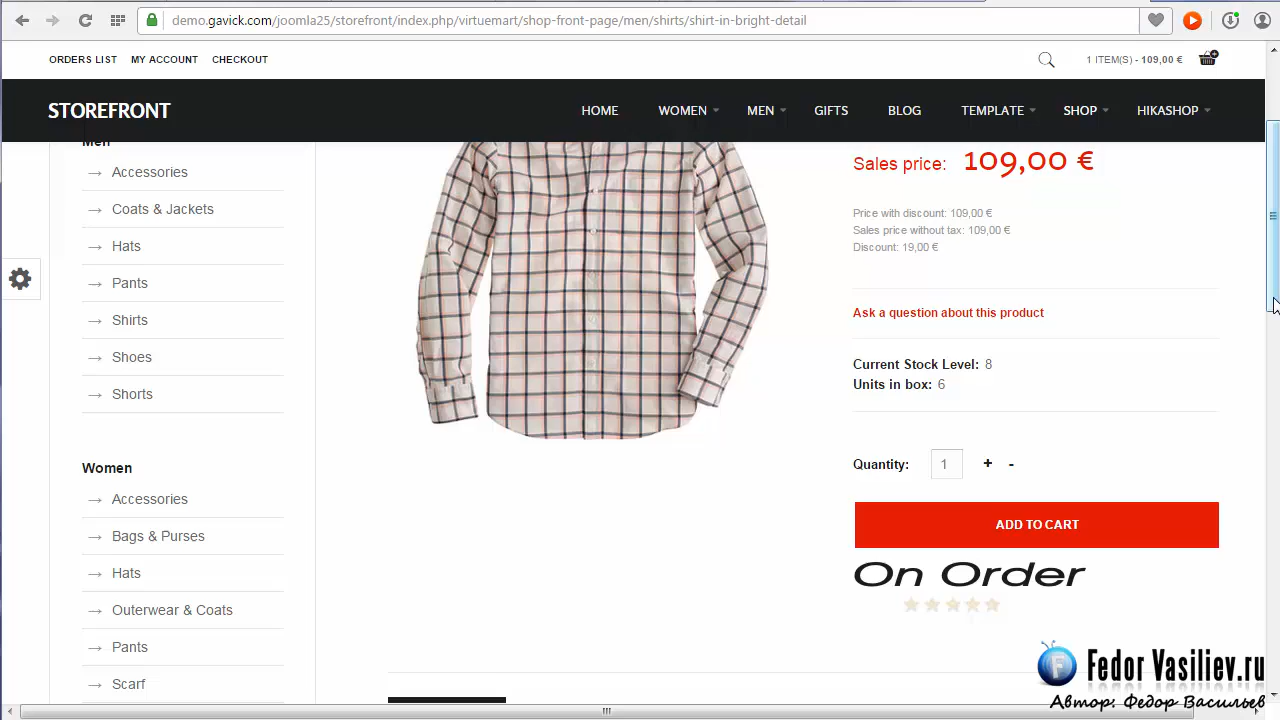 demo.gavick.com/joomla25/storefront/index.php/virtuemart/shop-front-page/men/shirts/shirt-in-bright-detail
ORDERS LIST MY ACCOUNT CHECKOUT
1 ITEM(S) - 109,00 €
STOREFRONT
HOME WOMEN MEN GIFTS BLOG TEMPLATE SHOP HIKASHOP
Men
Accessories
Coats & Jackets
Hats
Pants
Shirts
Shoes
Shorts
Women
Accessories
Bags & Purses
Hats
Outerwear & Coats
Pants
Scarf
Sales price: 109,00 €
Price with discount: 109,00 €
Sales price without tax: 109,00 €
Discount: 19,00 €
Ask a question about this product
Current Stock Level: 8
Units in box: 6
Quantity: 1 + -
ADD TO CART
On Order
F Fedor Vasiliev.ru
Автор: Федор Васильев